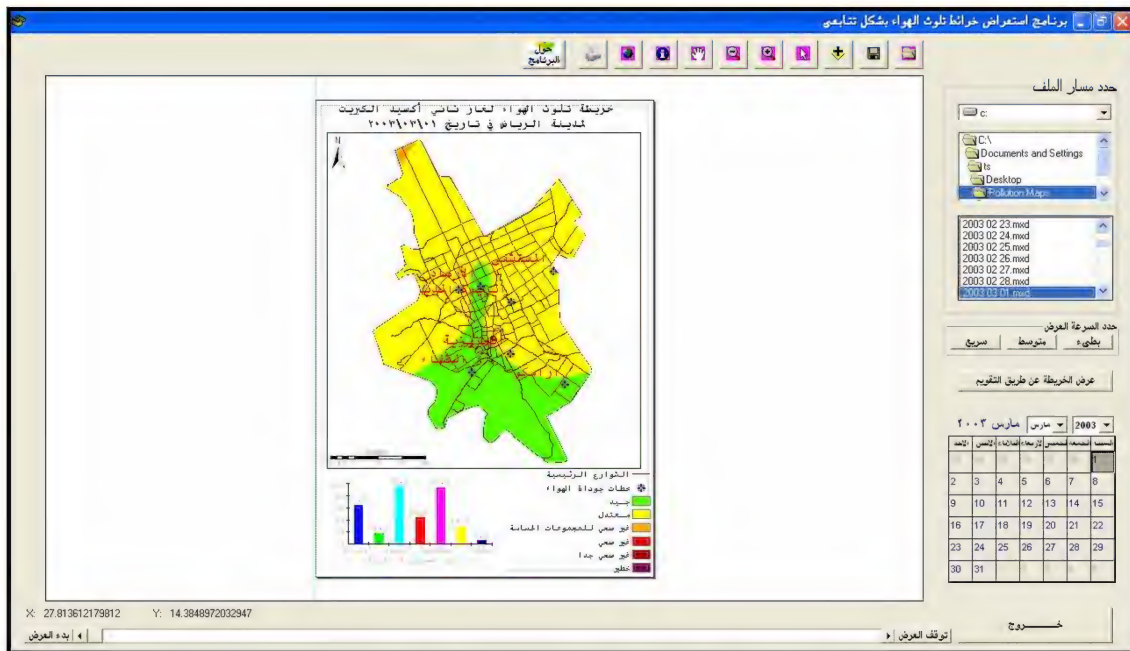 برنامج استعراض خرائط تلوث الهواء بشكل تتابعي
حول البرنامج
حدد مسار الملف
c:
C:\
Documents and Settings
ts
Desktop
Pollution Maps
2003 02 23.mxd
2003 02 24.mxd
2003 02 25.mxd
2003 02 26.mxd
2003 02 27.mxd
2003 02 28.mxd
2003 03 01.mxd
حدد السرعة العرض
بطيء متوسط سريع
عرض الخريطة عن طريق التقويم
2003 مارس مارس ٢٠٠٣
السبت الجمعة الخميس الأربعاء الثلاثاء الاثنين الأحد
1
2 3 4 5 6 7 8
9 10 11 12 13 14 15
16 17 18 19 20 21 22
23 24 25 26 27 28 29
30 31
خـــــروج
خريطة تلوث الهواء لغاز ثاني أكسيد الكبريت
لمدينة الرياض في تاريخ ٢٠٠٣\٠٣\٠١
N
الشوارع الرئيسية
حطات جوداة الهواء
جـيـد
مـعـتدل
غير صحي للمجموعات الحساسة
غير صحي
غير صحي جدا
خطير
X: 27.813612179812 Y: 14.3848972032947
توقف العرض
بدء العرض